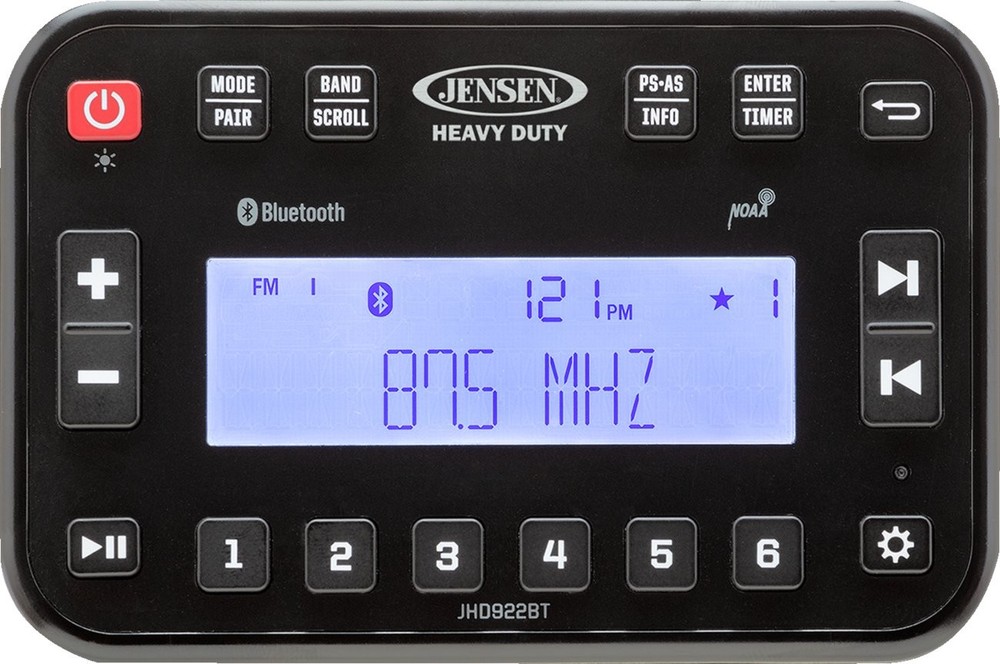 MODE
PAIR
BAND
SCROLL
JENSEN®
HEAVY DUTY
PS•AS
INFO
ENTER
TIMER
Bluetooth
NOAA
FM 1 121 PM ★ 1
87.5 MHZ
1 2 3 4 5 6
JHD922BT